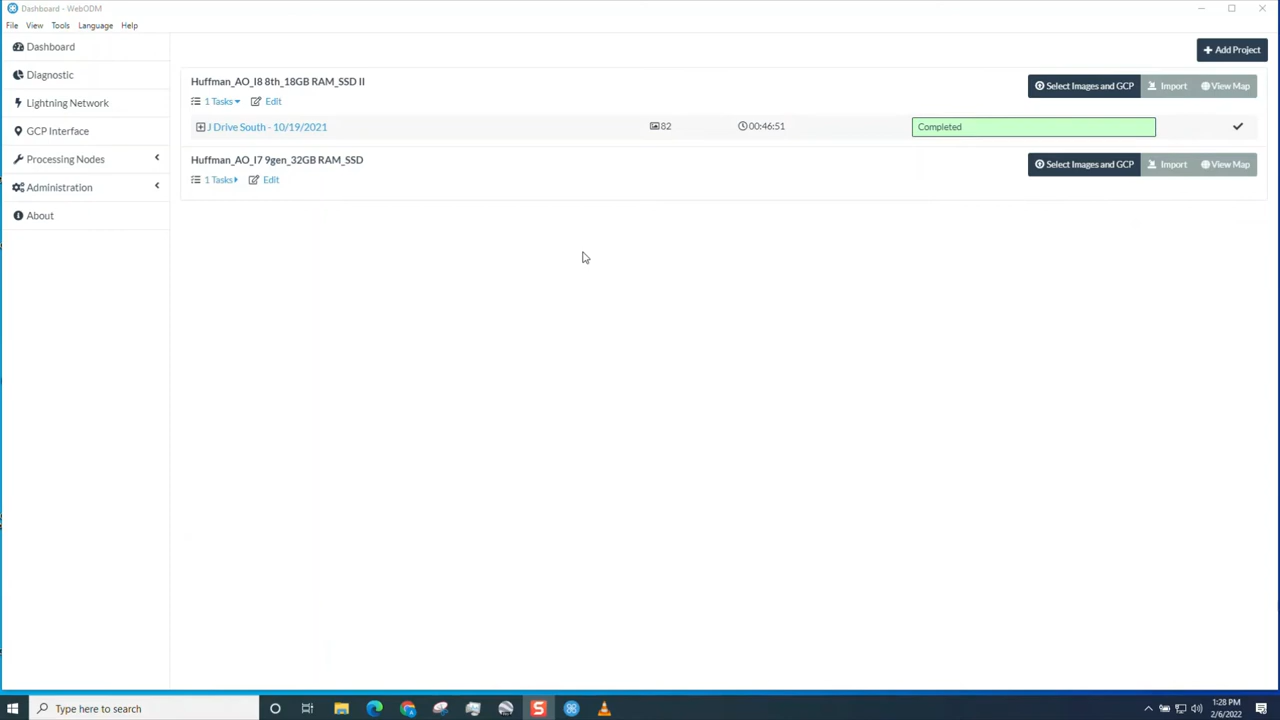 Dashboard - WebODM
File View Tools Language Help
Dashboard
Diagnostic
Lightning Network
GCP Interface
Processing Nodes
Administration
About
Add Project
Huffman_AO_I8 8th_18GB RAM_SSD II
Select Images and GCP Import View Map
1 Tasks Edit
J Drive South - 10/19/2021 82 00:46:51 Completed
Huffman_AO_I7 9gen_32GB RAM_SSD
Select Images and GCP Import View Map
1 Tasks Edit
Type here to search
1:28 PM
2/6/2022